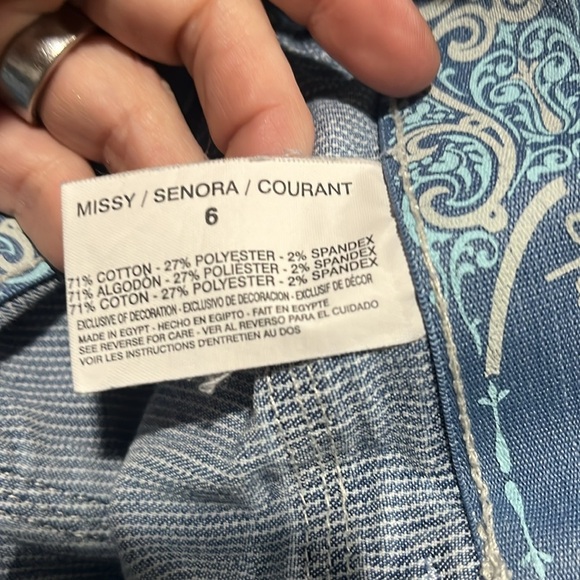 MISSY / SENORA / COURANT
6
71% COTTON - 27% POLYESTER - 2% SPANDEX
71% ALGODÓN - 27% POLIÉSTER - 2% SPANDEX
71% COTON - 27% POLYESTER - 2% SPANDEX
EXCLUSIVE OF DECORATION - EXCLUSIVO DE DECORACION - EXCLUSIF DE DÉCOR
MADE IN EGYPT - HECHO EN EGIPTO - FAIT EN EGYPTE
SEE REVERSE FOR CARE - VER AL REVERSO PARA EL CUIDADO
VOIR LES INSTRUCTIONS D'ENTRETIEN AU DOS